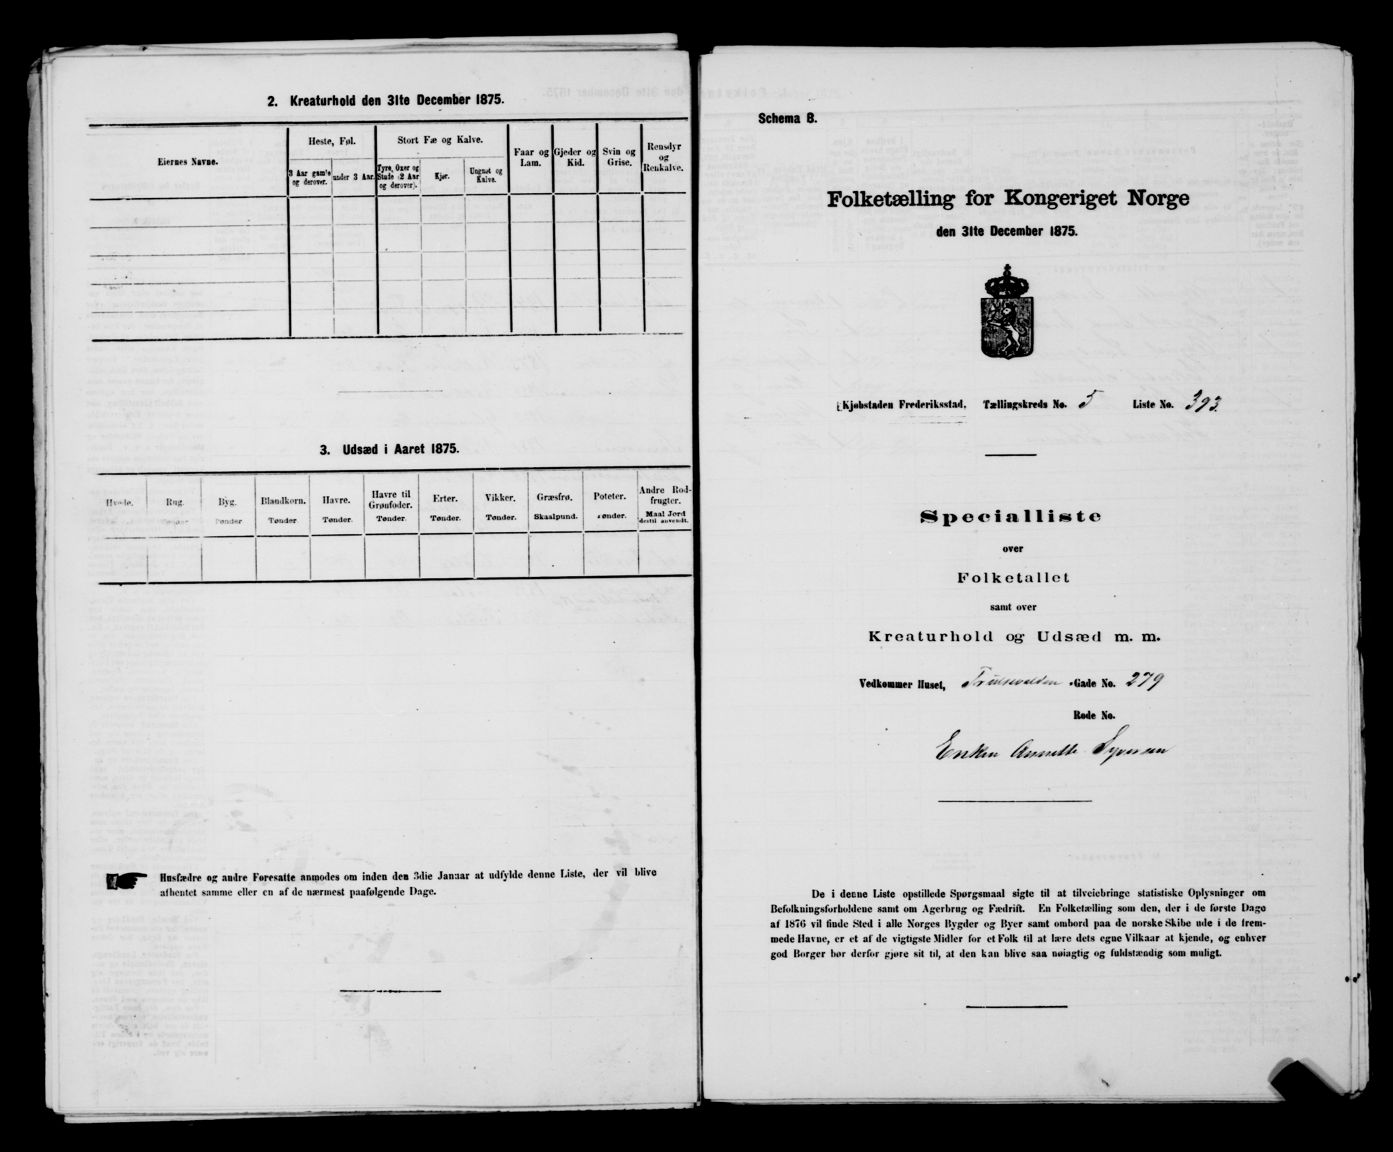 2. Kreaturhold den 31te December 1875.
Eiernes Navne.
Heste, Føl.
Stort Fæ og Kalve.
Faar og Lam.
Gjeder og Kid.
Svin og Grise.
Rensdyr og Renkalve.
3 Aar gaml'e og derover.
under 3 Aar.
Tyre, Oxer og Stude (2 Aar og derover).
Kjør.
Ungnøt og Kalve.
3. Udsæd i Aaret 1875.
Hvede.
Rug.
Byg.
Blandkorn.
Havre.
Havre til Grønfoder.
Erter.
Vikker.
Græsfrø.
Poteter.
Andre Rodfrugter.
Tønder
Tønder
Tønder
Tønder.
Tønder.
Tønder.
Tønder.
Skaalpund.
Tønder.
Maal Jord dertil anvendt.
Husfædre og andre Foresatte anmodes om inden den 3die Januar at udfylde denne Liste, der vil blive
afhentet samme eller en af de nærmest paafølgende Dage.
Schema B.
Folketælling for Kongeriget Norge
den 31te December 1875.
Kjøbstaden Frederiksstad, Tællingskreds No. 5 Liste No. 393.
Specialliste
over
Folketallet
samt over
Kreaturhold og Udsæd m. m.
Vedkommer Huset, Trulsevolden Gade No. 279
Rode No.
Enken Annette Syversen
De i denne Liste opstillede Spørgsmaal sigte til at tilveiebringe statistiske Oplysninger om
Befolkningsforholdene samt om Agerbrug og Fædrift. En Folketælling som den, der i de første Dage
af 1876 vil finde Sted i alle Norges Bygder og Byer samt ombord paa de norske Skibe ude i de frem-
mede Havne, er et af de vigtigste Midler for et Folk til at lære dets egne Vilkaar at kjende, og enhver
god Borger bør derfor gjøre sit til, at den kan blive saa nøiagtig og fuldstændig som muligt.